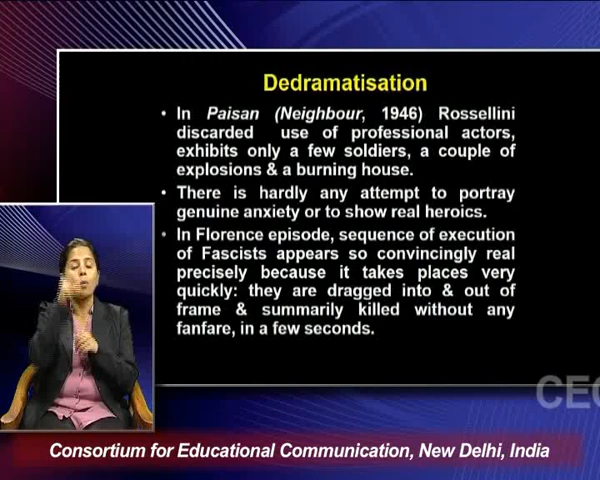 Dedramatisation
• In Paisan (Neighbour, 1946) Rossellini
discarded use of professional actors,
exhibits only a few soldiers, a couple of
explosions & a burning house.
• There is hardly any attempt to portray
genuine anxiety or to show real heroics.
• In Florence episode, sequence of execution
of Fascists appears so convincingly real
precisely because it takes places very
quickly: they are dragged into & out of
frame & summarily killed without any
fanfare, in a few seconds.
CEC
Consortium for Educational Communication, New Delhi, India